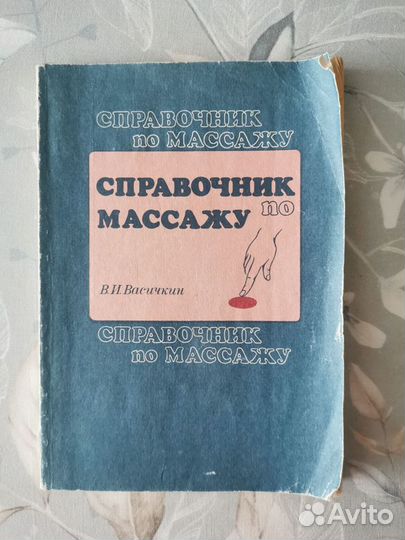 СПРАВОЧНИК
по МАССАЖУ
СПРАВОЧНИК
по
МАССАЖУ
В.И.Васичкин
СПРАВОЧНИК
по МАССАЖУ
Avito